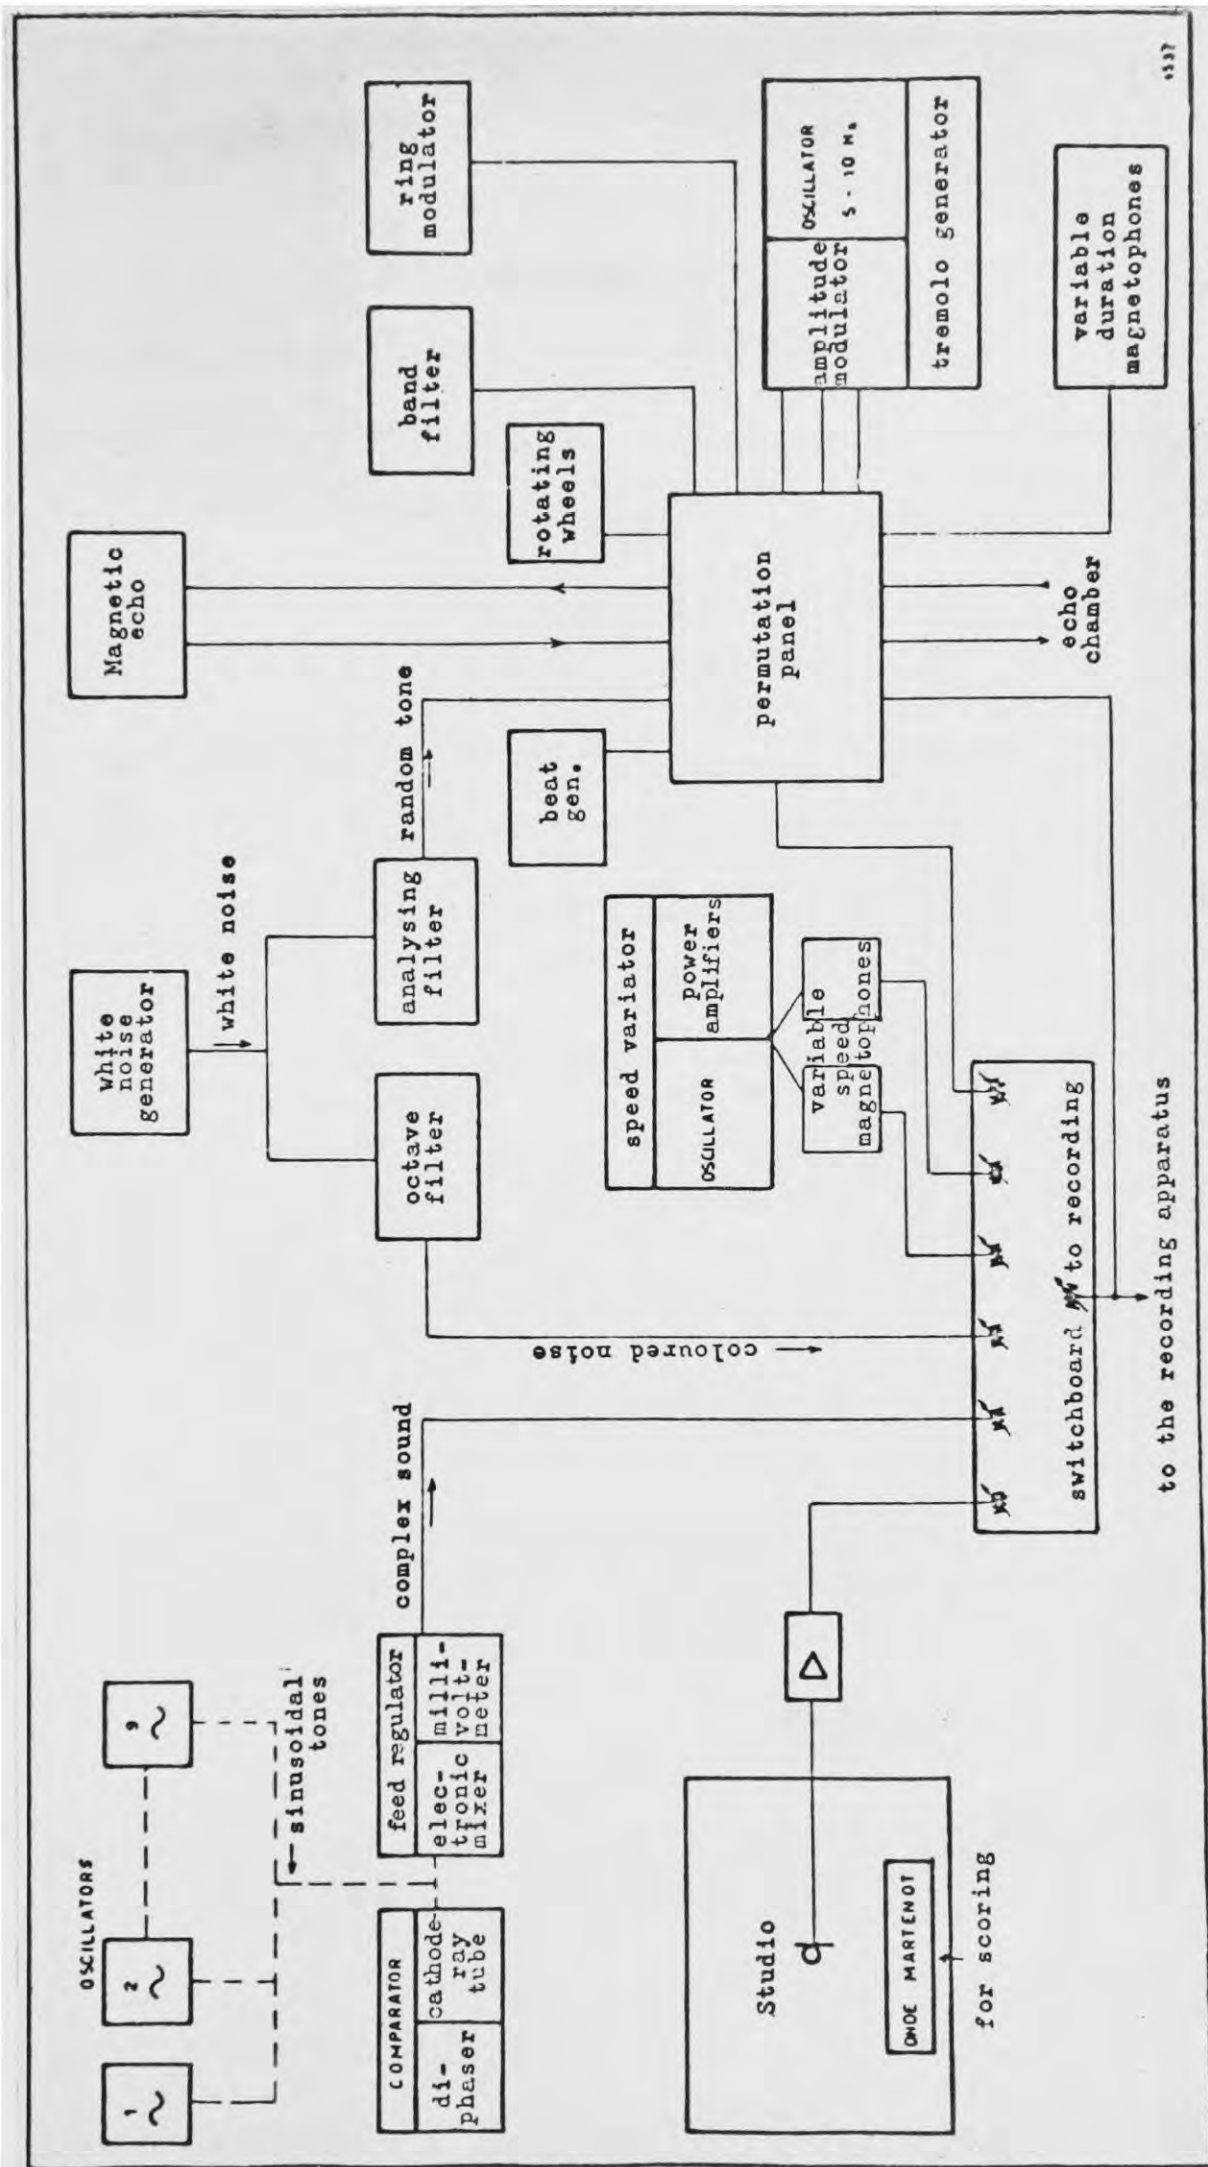 OSCILLATORS
1
2
9
sinusoidal
tones
COMPARATOR
di-
phaser
cathode
ray
tube
feed regulator
elec-
tronic
mixer
milli-
volt-
meter
complex sound
white
noise
generator
white noise
octave
filter
analysing
filter
random tone
coloured noise
Magnetic
echo
band
filter
ring
modulator
beat
gen.
rotating
wheels
speed variator
OSCILLATOR
power
amplifiers
variable
speed
magnetophones
permutation
panel
amplitude
modulator
OSCILLATOR
5 - 10 Hz
tremolo generator
echo
chamber
variable
duration
magnetophones
Studio
ONDE MARTENOT
for scoring
switchboard to recording
to the recording apparatus